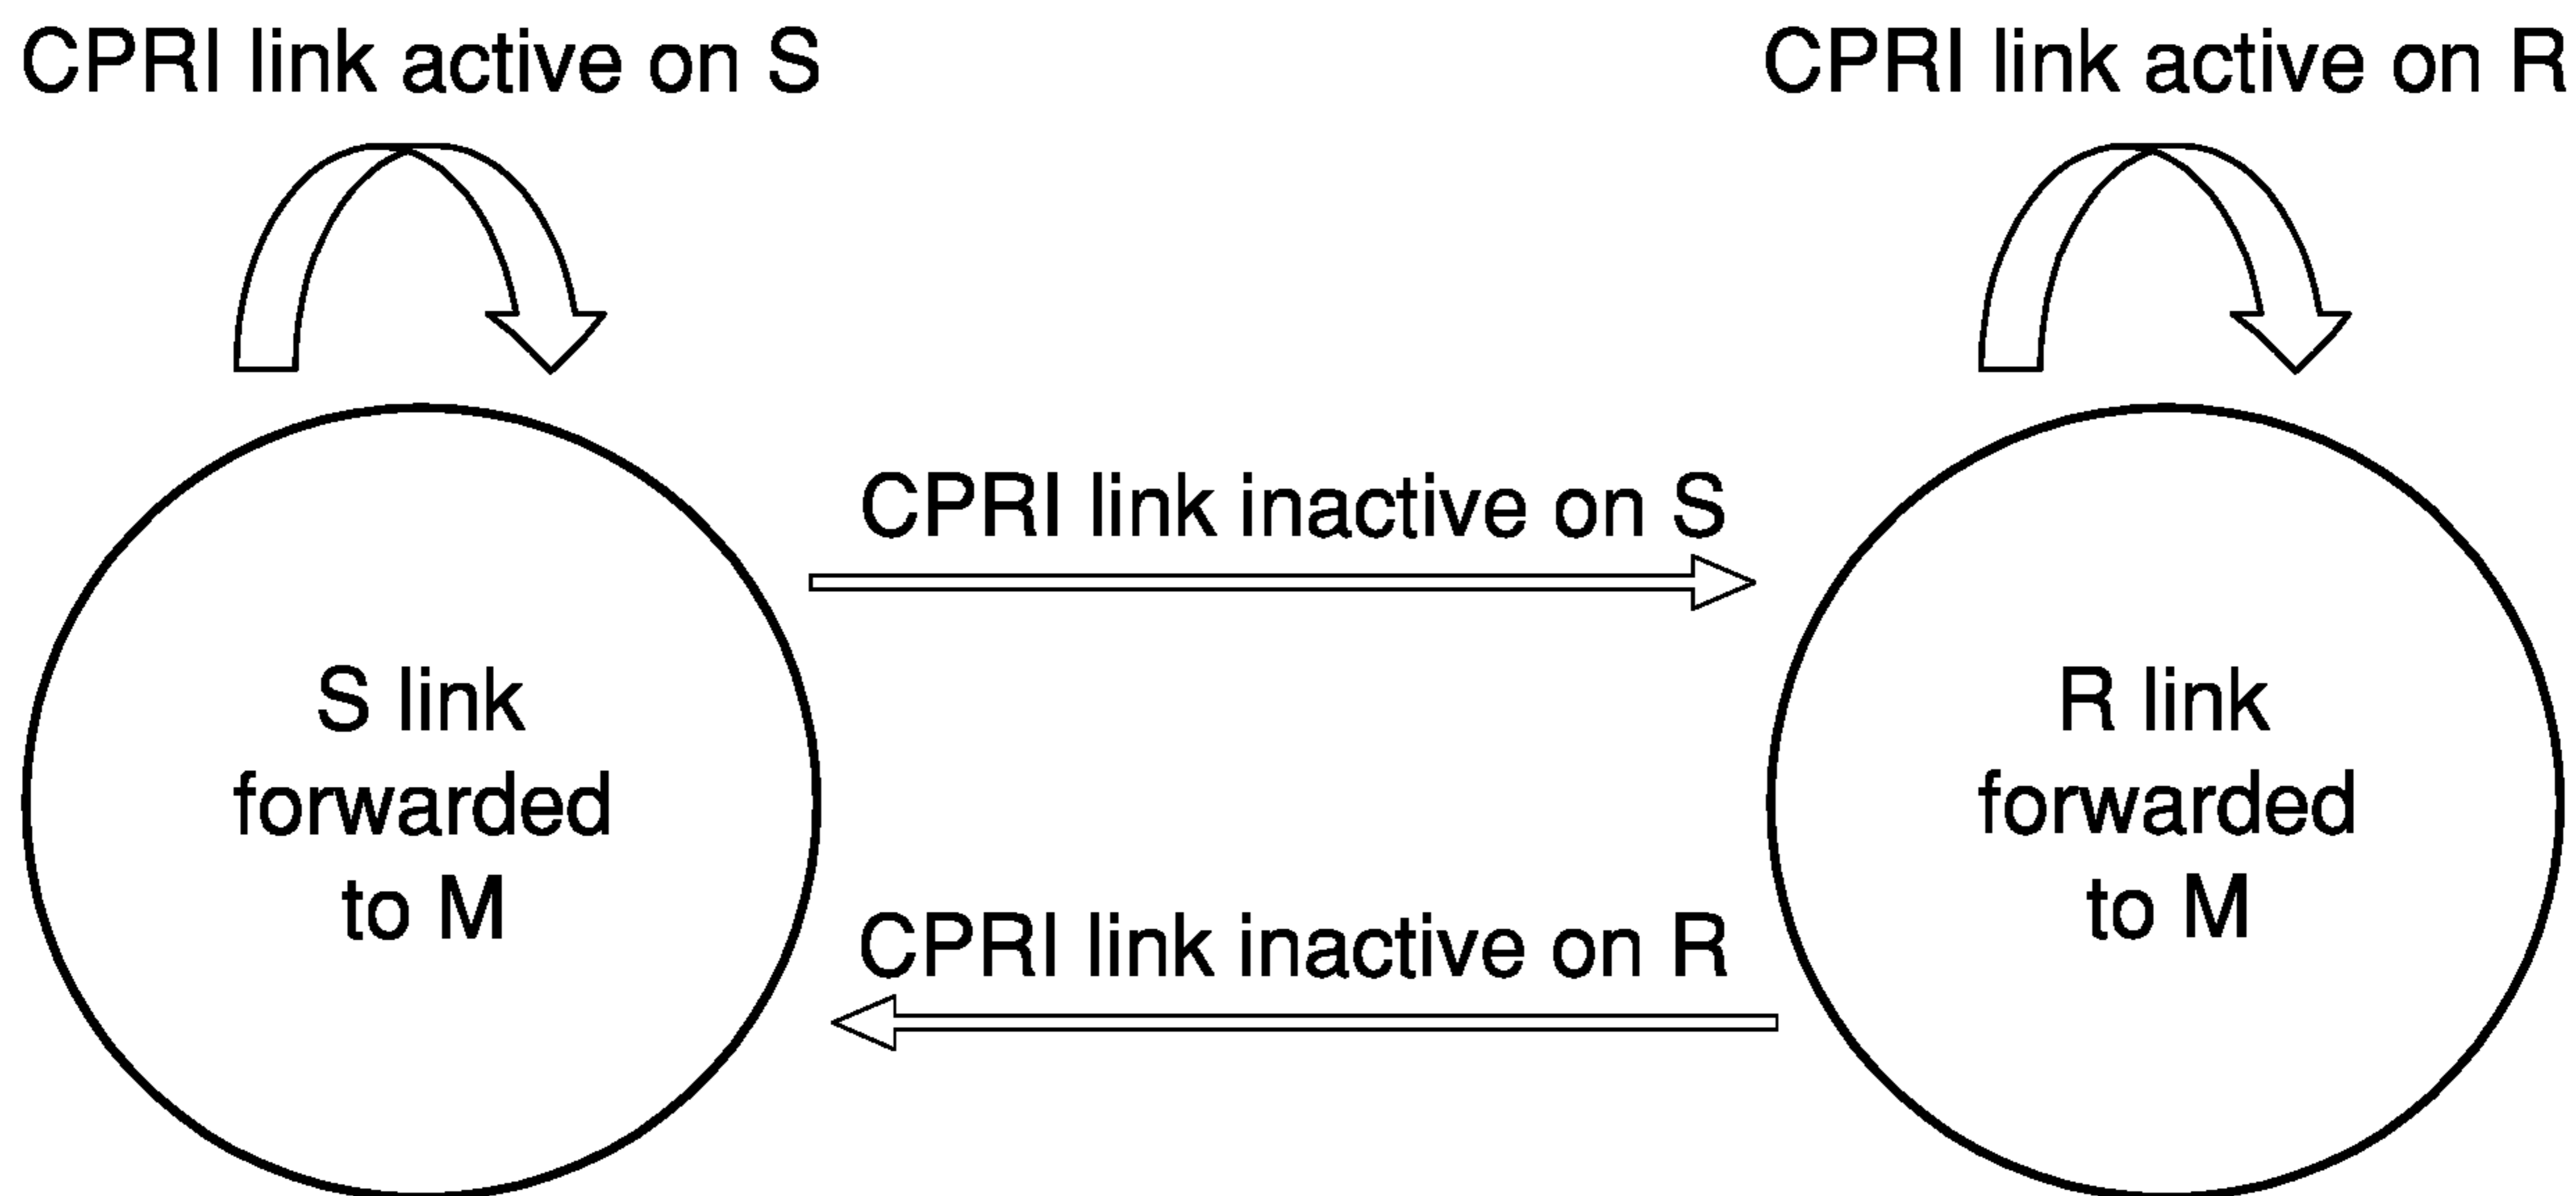 CPRI link active on S
CPRI link active on R
CPRI link inactive on S
S link
forwarded
to M
R link
forwarded
to M
CPRI link inactive on R